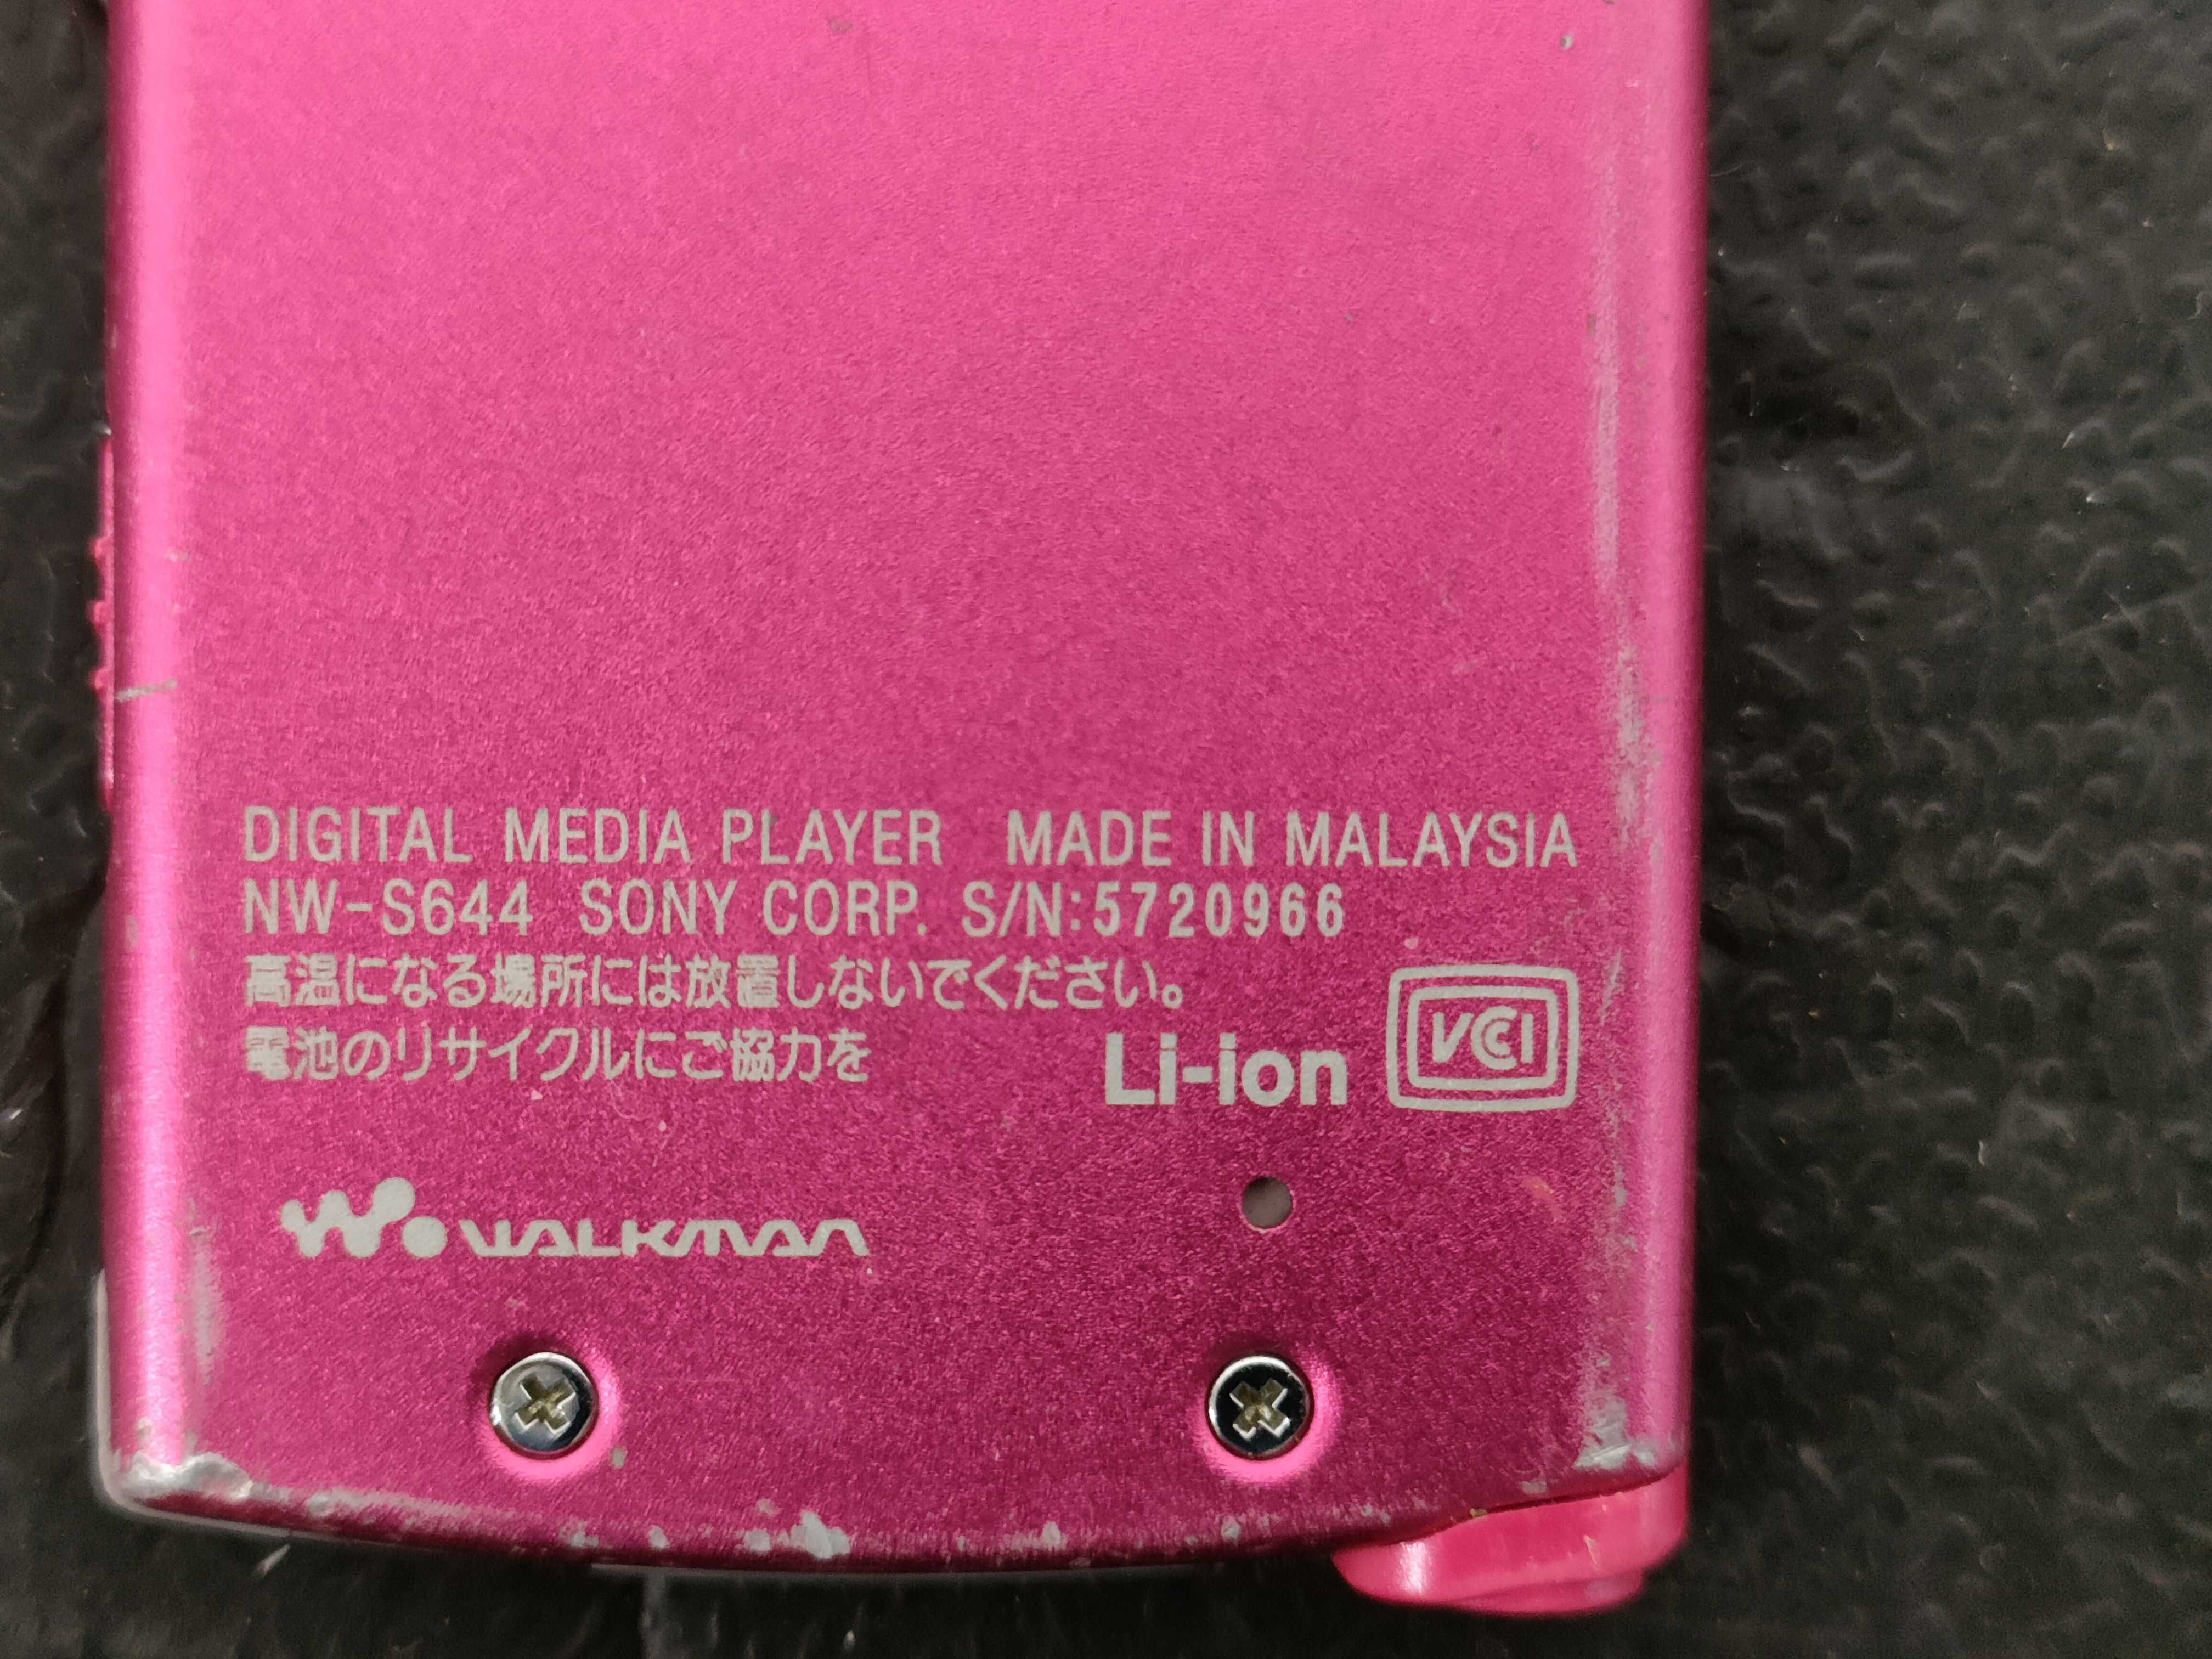 DIGITAL MEDIA PLAYER MADE IN MALAYSIA
NW-S644 SONY CORP. S/N:5720966
高温になる場所には放置しないでください。
電池のリサイクルにご協力を
Li-ion
VCCI
WALKMAN